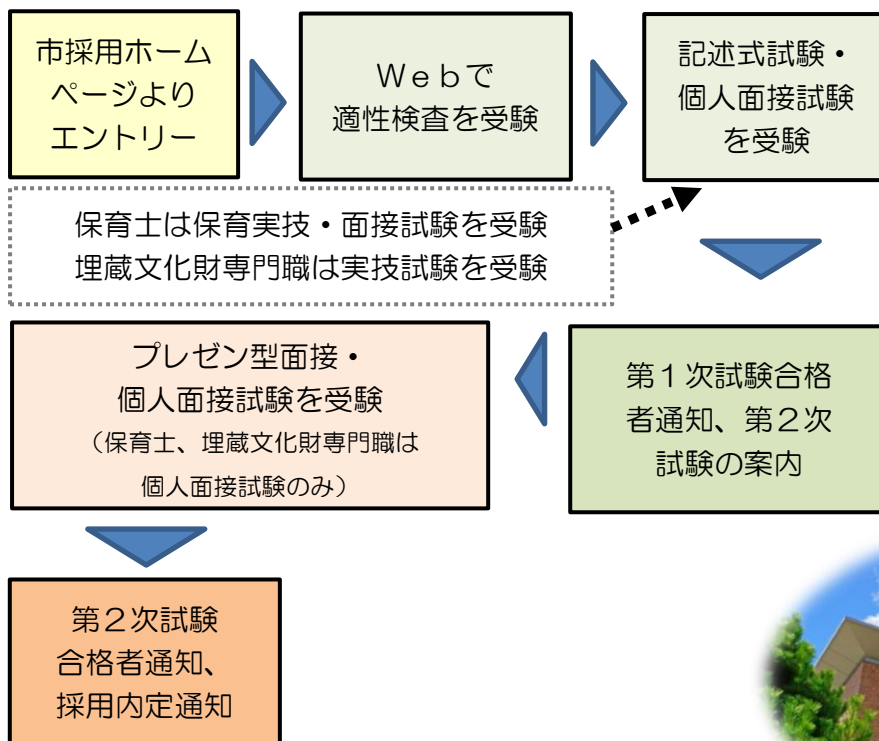 市採用ホーム
ページより
エントリー
Ｗｅｂで
適性検査を受験
記述式試験・
個人面接試験
を受験
保育士は保育実技・面接試験を受験
埋蔵文化財専門職は実技試験を受験
第１次試験合格
者通知、第２次
試験の案内
プレゼン型面接・
個人面接試験を受験
（保育士、埋蔵文化財専門職は
個人面接試験のみ）
第２次試験
合格者通知、
採用内定通知